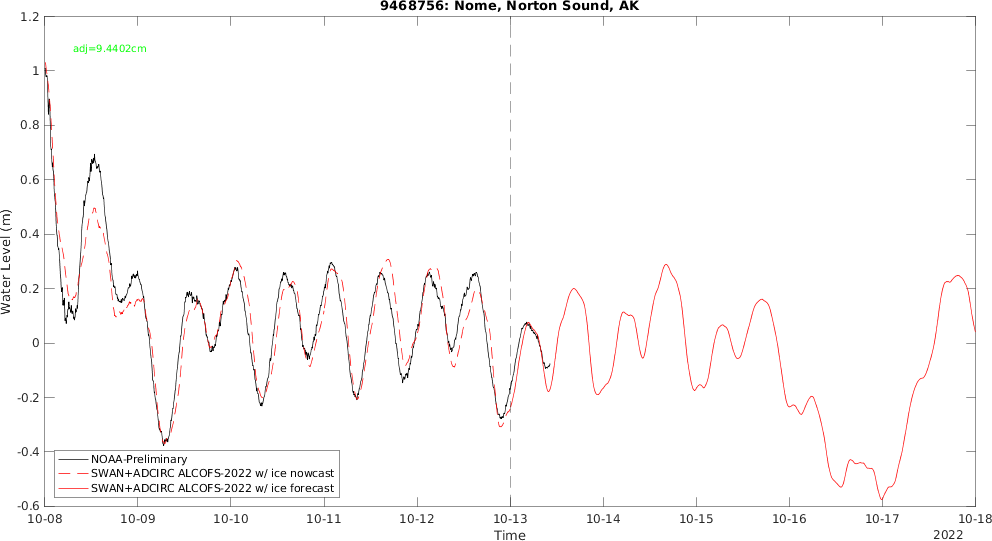 9468756: Nome, Norton Sound, AK
1.2
adj=9.4402cm
1
0.8
0.6
0.4
0.2
0
-0.2
-0.4
-0.6
Water Level (m)
NOAA-Preliminary
SWAN+ADCIRC ALCOFS-2022 w/ ice nowcast
SWAN+ADCIRC ALCOFS-2022 w/ ice forecast
10-08 10-09 10-10 10-11 10-12 10-13 10-14 10-15 10-16 10-17 10-18
Time
2022